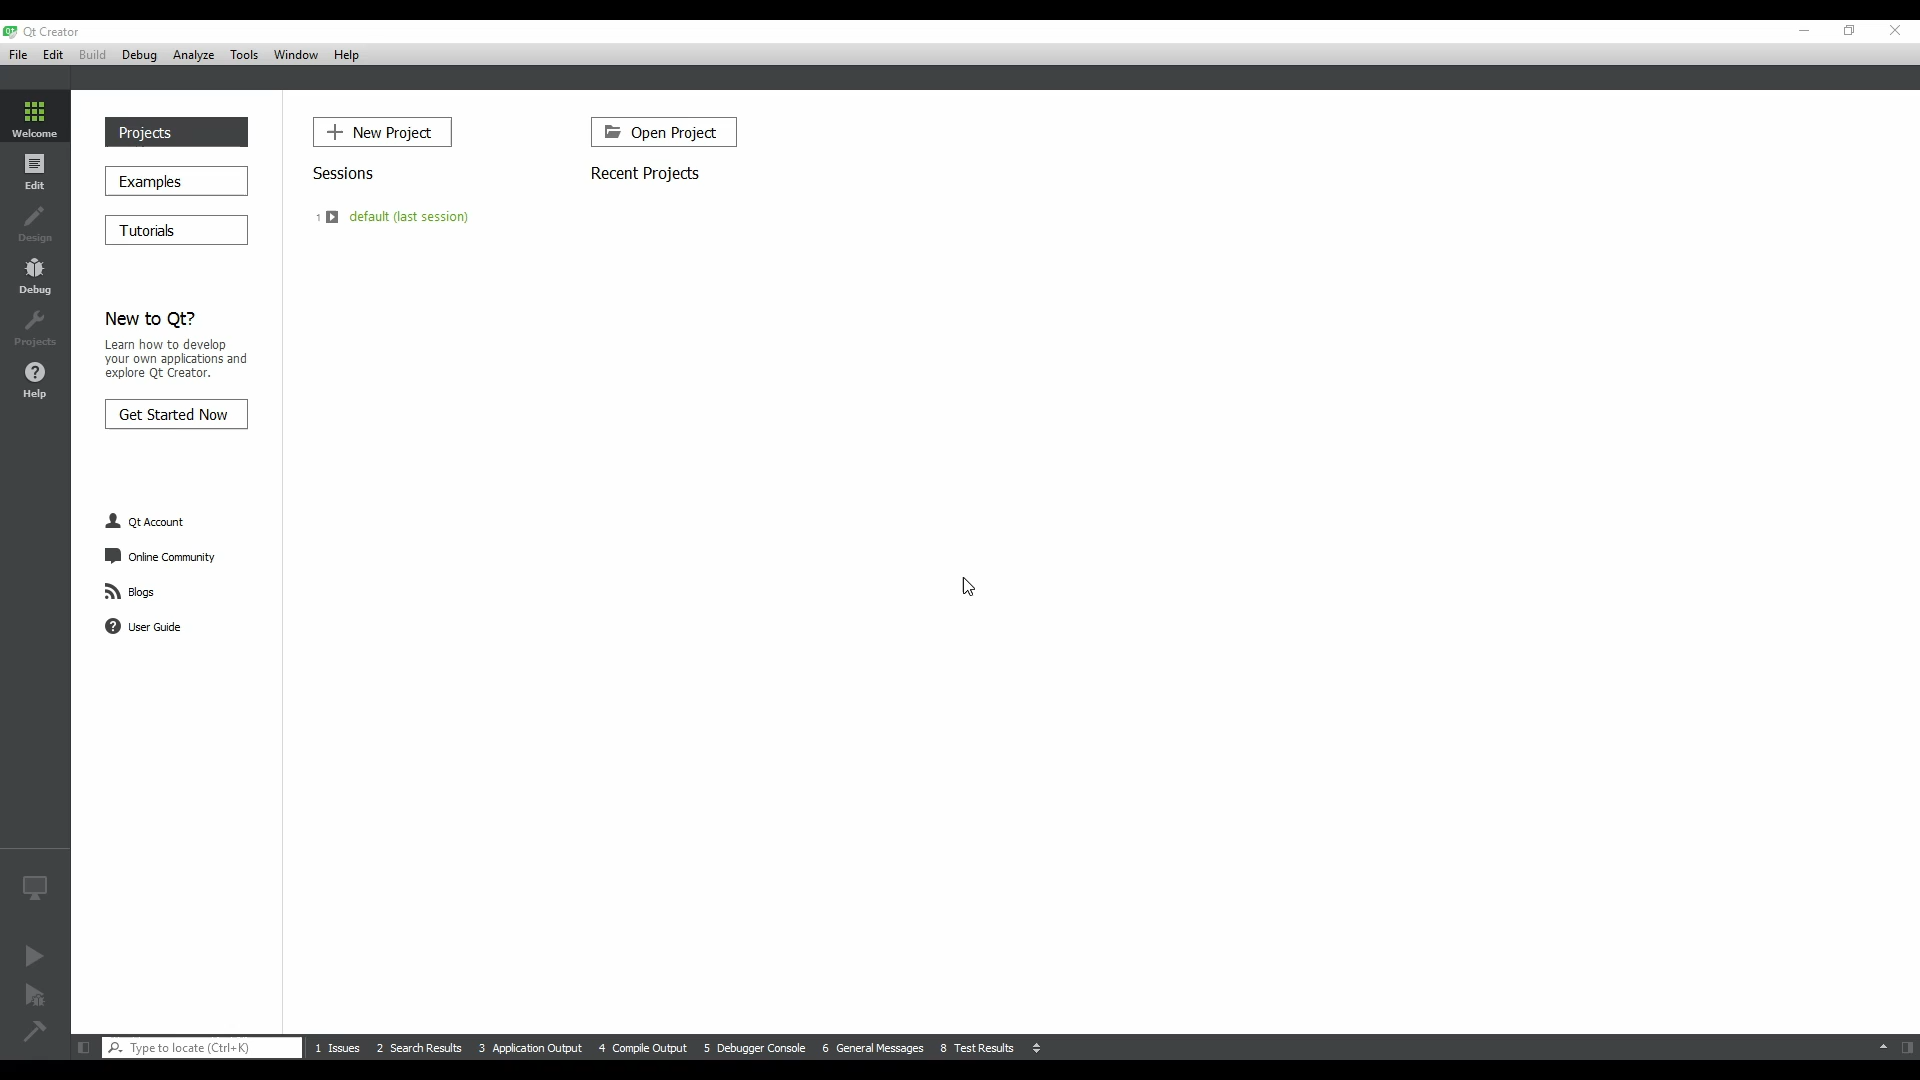 Qt Creator
File Edit Build Debug Analyze Tools Window Help
Welcome
Edit
Design
Debug
Projects
Help
Projects
Examples
Tutorials
New to Qt?
Learn how to develop
your own applications and
explore Qt Creator.
Get Started Now
Qt Account
Online Community
Blogs
User Guide
New Project
Sessions
1 default (last session)
Open Project
Recent Projects
Type to locate (Ctrl+K) 1 Issues 2 Search Results 3 Application Output 4 Compile Output 5 Debugger Console 6 General Messages 8 Test Results